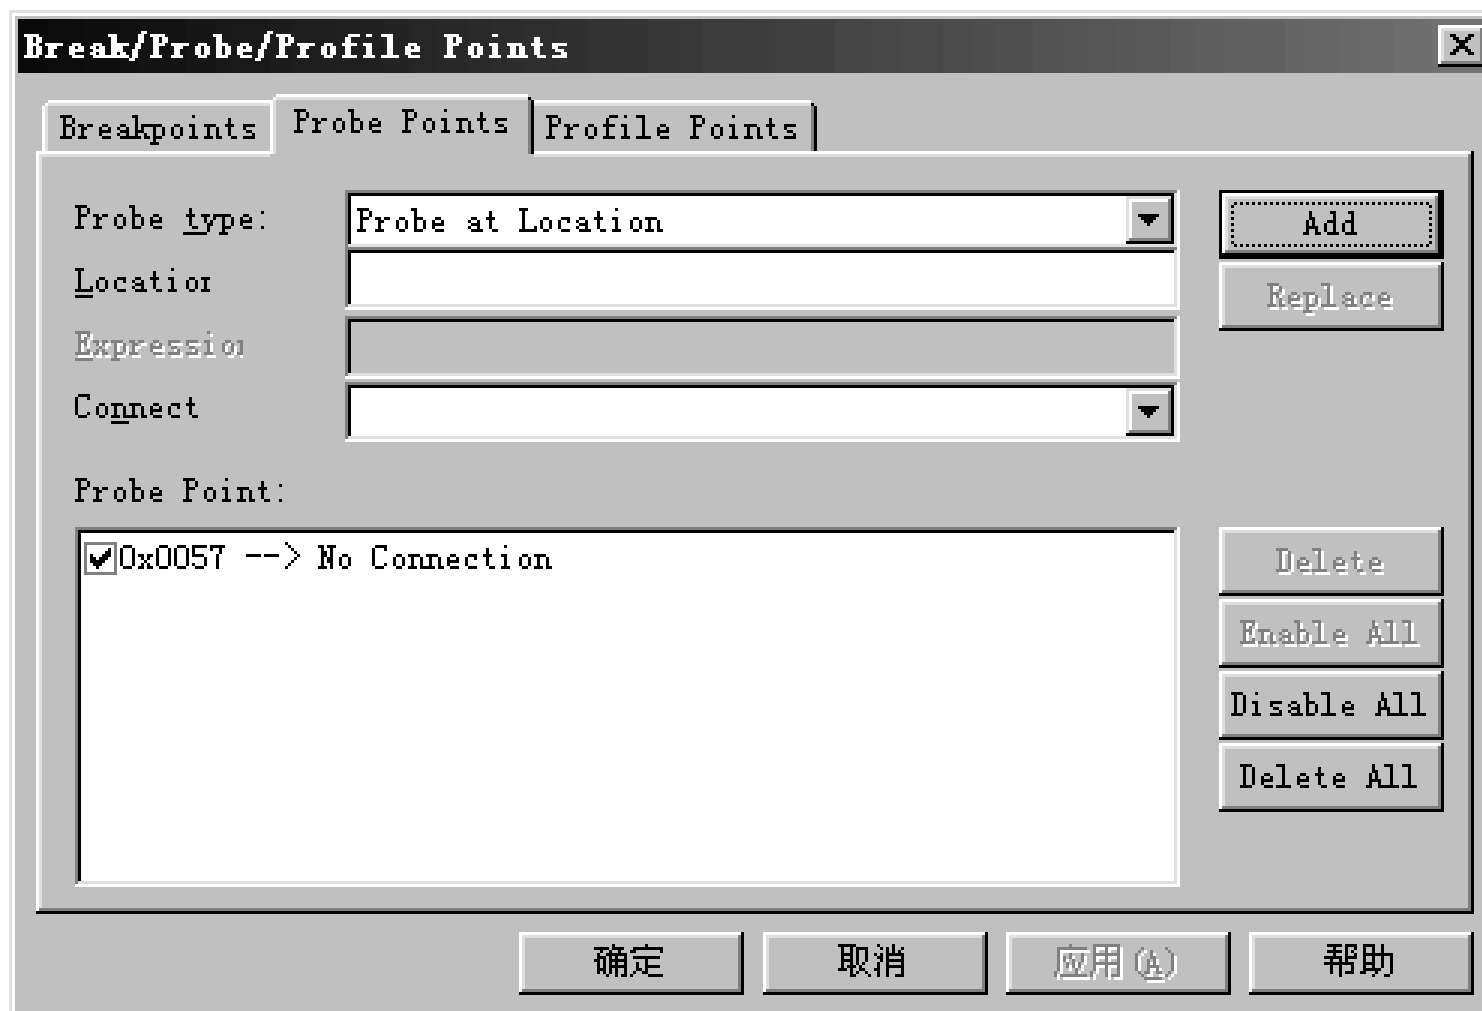 Break/Probe/Profile Points
Breakpoints Probe Points Profile Points
Probe type: Probe at Location Add
Location
Replace
Expression
Connect
Probe Point:
0x0057 --> No Connection
Delete
Enable All
Disable All
Delete All
确定 取消 应用(A) 帮助